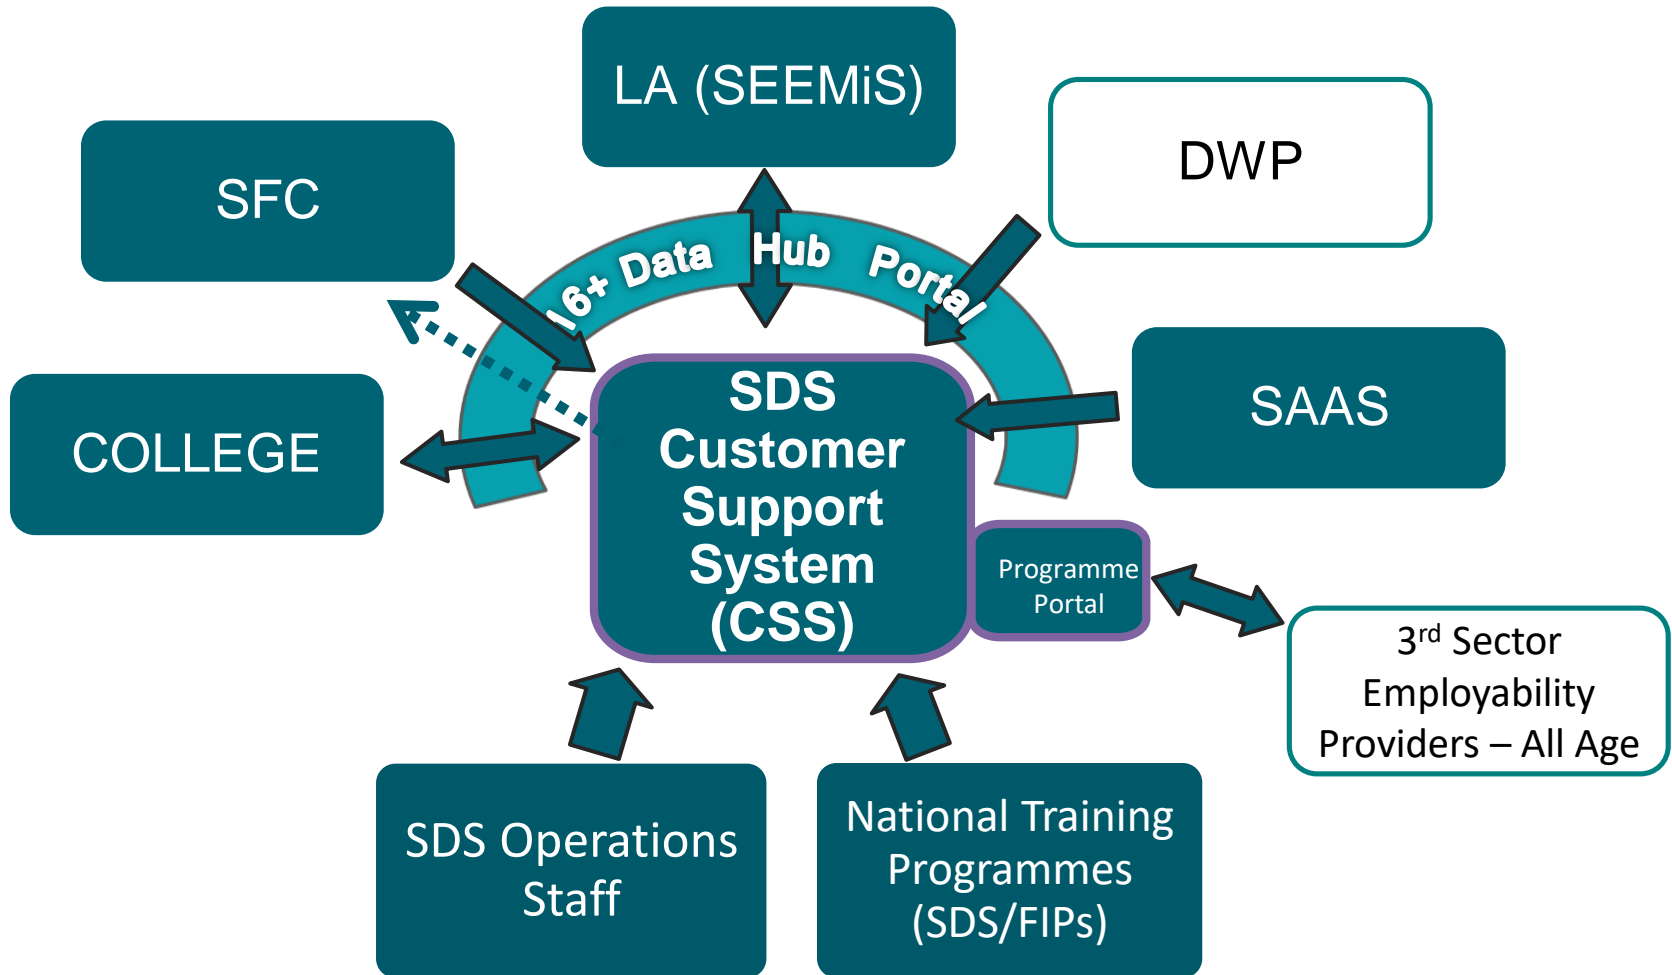 LA (SEEMiS)
DWP
SFC
16+ Data Hub Portal
SAAS
COLLEGE
SDS
Customer
Support
System
(CSS)
Programme
Portal
3rd Sector
Employability
Providers – All Age
SDS Operations
Staff
National Training
Programmes
(SDS/FIPs)